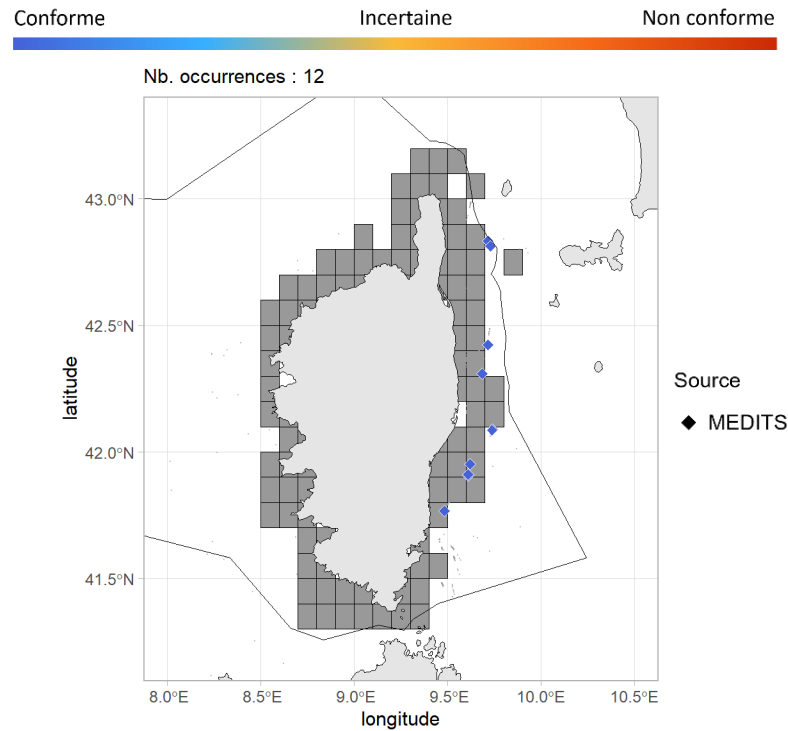 Conforme Incertaine Non conforme
Nb. occurrences : 12
43.0°N
42.5°N
42.0°N
41.5°N
latitude
8.0°E 8.5°E 9.0°E 9.5°E 10.0°E 10.5°E
longitude
Source
MEDITS